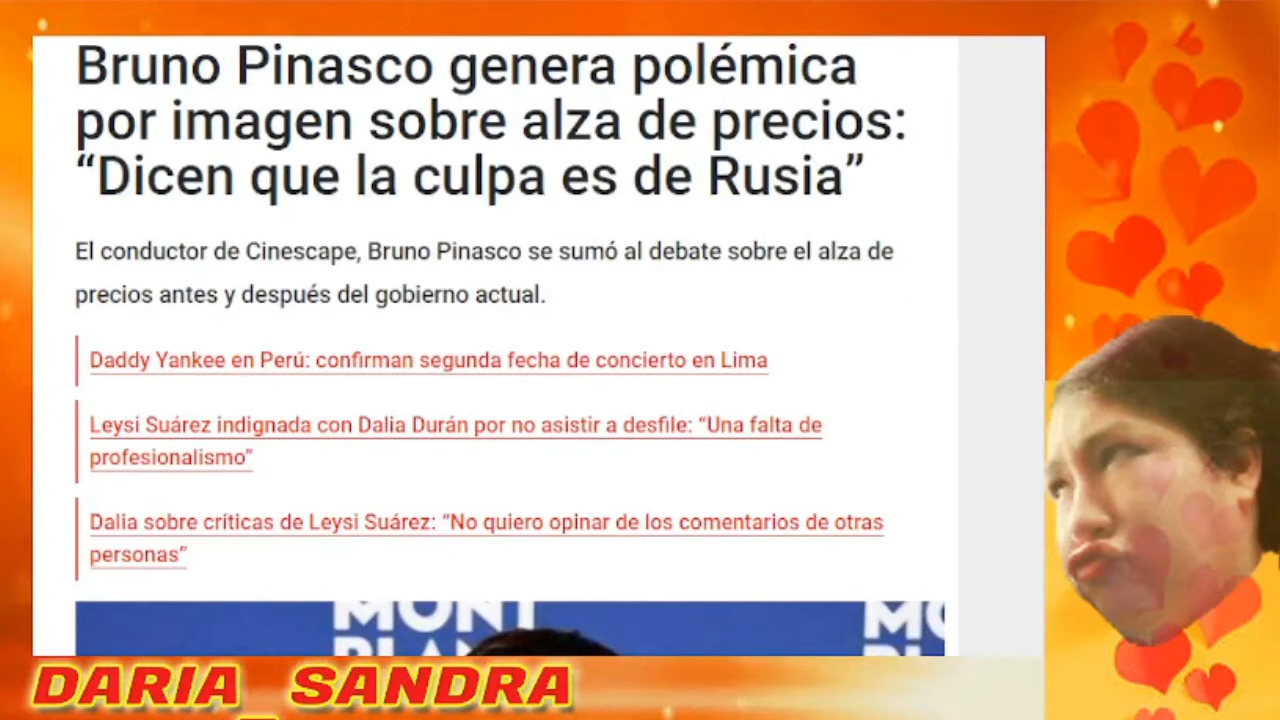 Bruno Pinasco genera polémica
por imagen sobre alza de precios:
“Dicen que la culpa es de Rusia”
El conductor de Cinescape, Bruno Pinasco se sumó al debate sobre el alza de
precios antes y después del gobierno actual.
Daddy Yankee en Perú: confirman segunda fecha de concierto en Lima
Leysi Suárez indignada con Dalia Durán por no asistir a desfile: “Una falta de
profesionalismo”
Dalia sobre críticas de Leysi Suárez: “No quiero opinar de los comentarios de otras
personas”
MONT
DARIA SANDRA